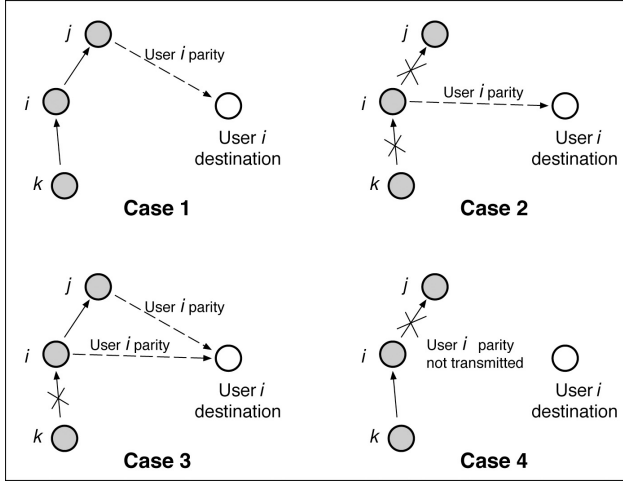 j
User i parity
i
User i
destination
k
Case 1
j
User i parity
i
User i
destination
k
Case 2
j
User i parity
User i parity
i
User i
destination
k
Case 3
j
User i parity
not transmitted
i
User i
destination
k
Case 4